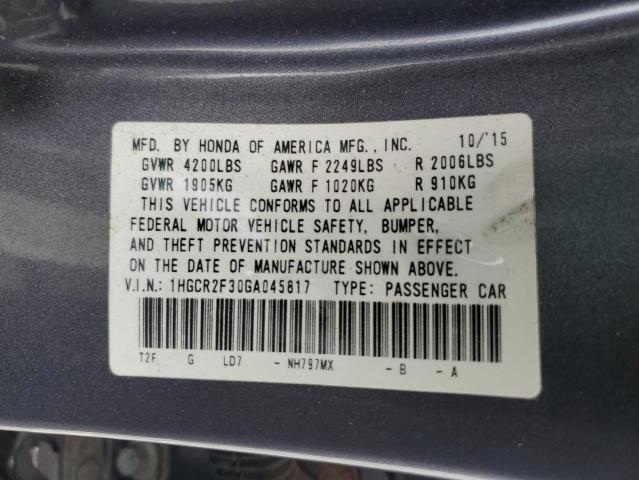 MFD. BY HONDA OF AMERICA MFG., INC. 10/'15
GVWR 4200LBS GAWR F 2249LBS R 2006LBS
GVWR 1905KG GAWR F 1020KG R 910KG
THIS VEHICLE CONFORMS TO ALL APPLICABLE
FEDERAL MOTOR VEHICLE SAFETY, BUMPER,
AND THEFT PREVENTION STANDARDS IN EFFECT
ON THE DATE OF MANUFACTURE SHOWN ABOVE.
V.I.N.: 1HGCR2F30GA045817 TYPE: PASSENGER CAR
T2F G LD7 - NH797MX - B - A